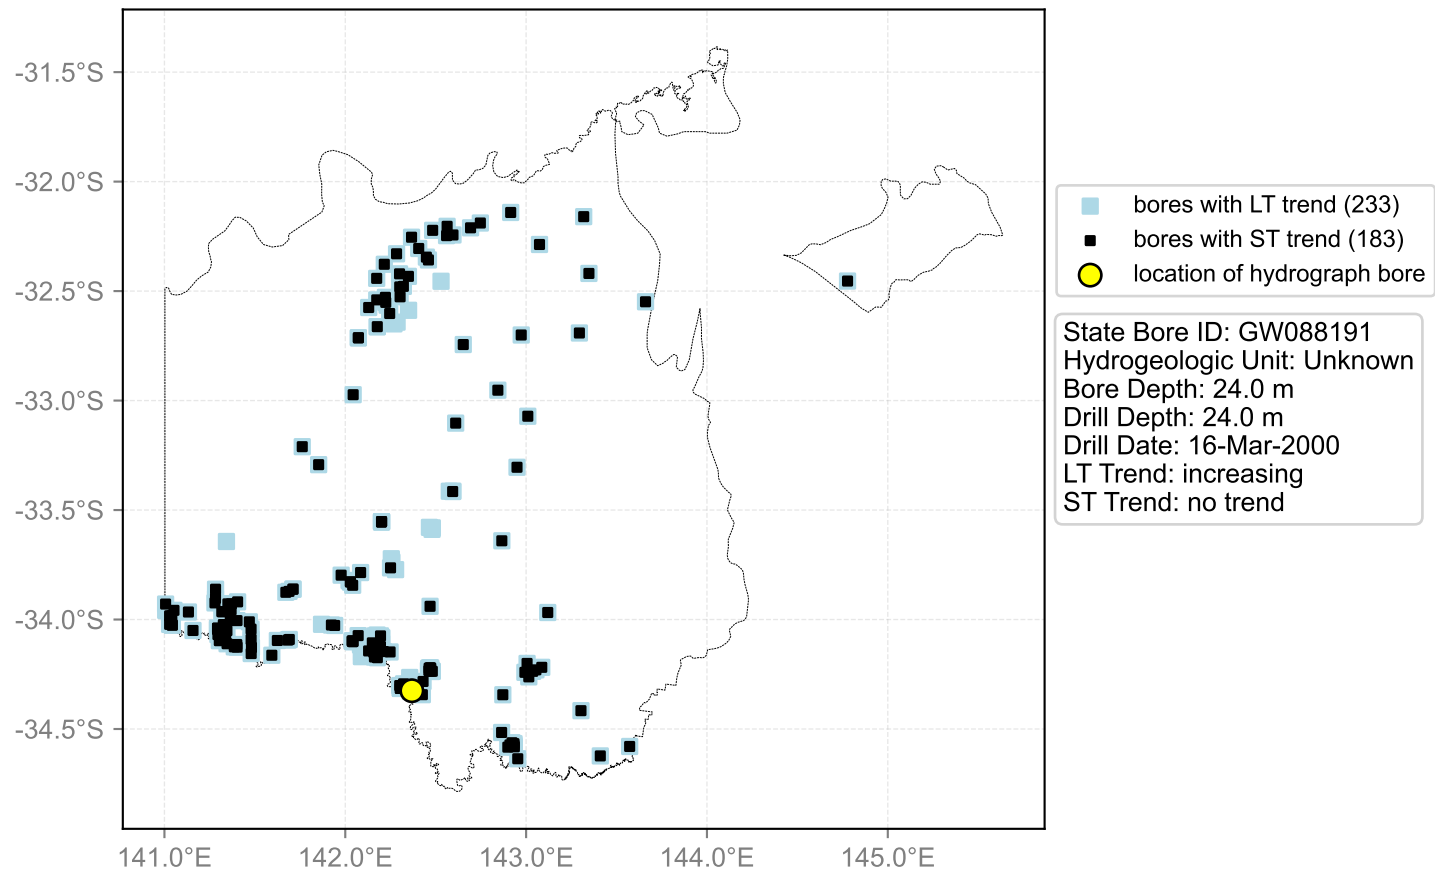 -31.5°S
-32.0°S
-32.5°S
-33.0°S
-33.5°S
-34.0°S
-34.5°S
141.0°E
142.0°E
143.0°E
144.0°E
145.0°E
bores with LT trend (233)
bores with ST trend (183)
location of hydrograph bore
State Bore ID: GW088191
Hydrogeologic Unit: Unknown
Bore Depth: 24.0 m
Drill Depth: 24.0 m
Drill Date: 16-Mar-2000
LT Trend: increasing
ST Trend: no trend